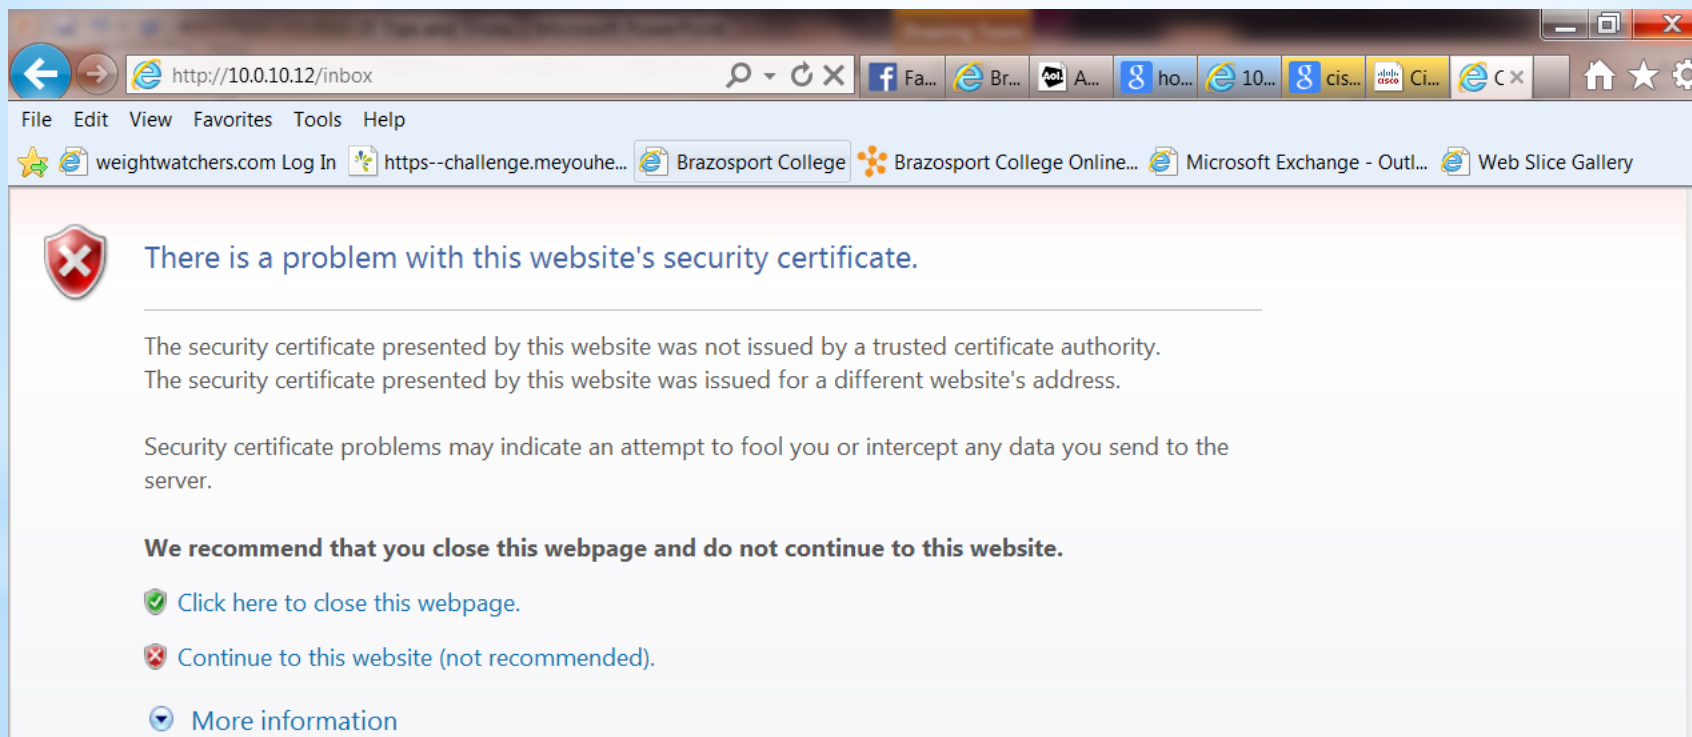 http://10.0.10.12/inbox Fa... Br... Aol. A... 8 ho... 10... 8 cis... cisco Ci... C
File Edit View Favorites Tools Help
weightwatchers.com Log In https--challenge.meyouhe... Brazosport College Brazosport College Online... Microsoft Exchange - Outl... Web Slice Gallery
There is a problem with this website's security certificate.
The security certificate presented by this website was not issued by a trusted certificate authority.
The security certificate presented by this website was issued for a different website's address.
Security certificate problems may indicate an attempt to fool you or intercept any data you send to the
server.
We recommend that you close this webpage and do not continue to this website.
Click here to close this webpage.
Continue to this website (not recommended).
More information